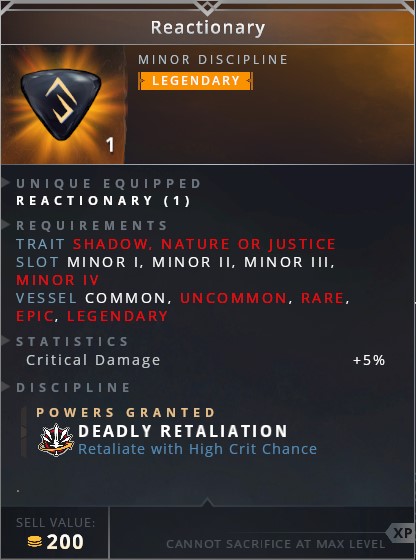 Reactionary
MINOR DISCIPLINE
LEGENDARY
1
UNIQUE EQUIPPED
REACTIONARY (1)
REQUIREMENTS
TRAIT SHADOW, NATURE OR JUSTICE
SLOT MINOR I, MINOR II, MINOR III,
MINOR IV
VESSEL COMMON, UNCOMMON, RARE,
EPIC, LEGENDARY
STATISTICS
Critical Damage +5%
DISCIPLINE
POWERS GRANTED
DEADLY RETALIATION
Retaliate with High Crit Chance
SELL VALUE:
200
XP
CANNOT SACRIFICE AT MAX LEVEL